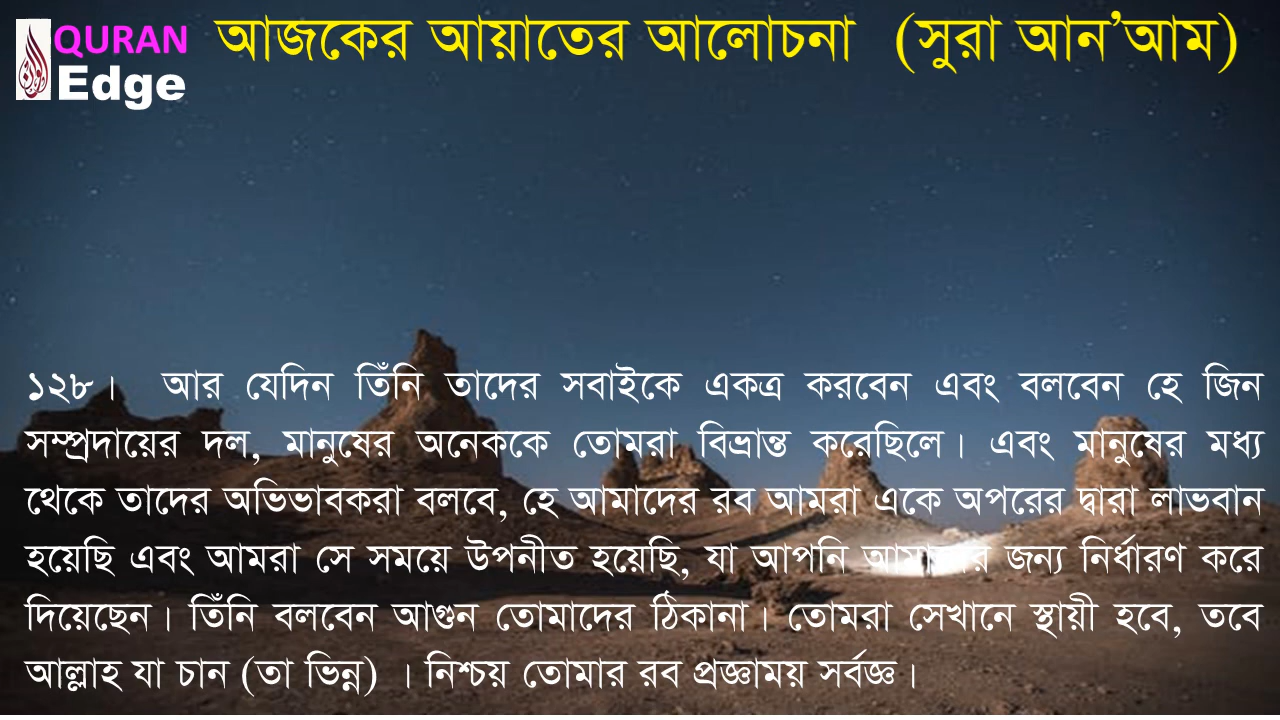 QURAN
Edge
আজকের আয়াতের আলোচনা (সুরা আন’আম)
১২৮। আর যেদিন তিঁনি তাদের সবাইকে একত্র করবেন এবং বলবেন হে জিন
সম্প্রদায়ের দল, মানুষের অনেককে তোমরা বিভ্রান্ত করেছিলে। এবং মানুষের মধ্য
থেকে তাদের অভিভাবকরা বলবে, হে আমাদের রব আমরা একে অপরের দ্বারা লাভবান
হয়েছি এবং আমরা সে সময়ে উপনীত হয়েছি, যা আপনি আমাদের জন্য নির্ধারণ করে
দিয়েছেন। তিঁনি বলবেন আগুন তোমাদের ঠিকানা। তোমরা সেখানে স্থায়ী হবে, তবে
আল্লাহ যা চান (তা ভিন্ন) । নিশ্চয় তোমার রব প্রজ্ঞাময় সর্বজ্ঞ।